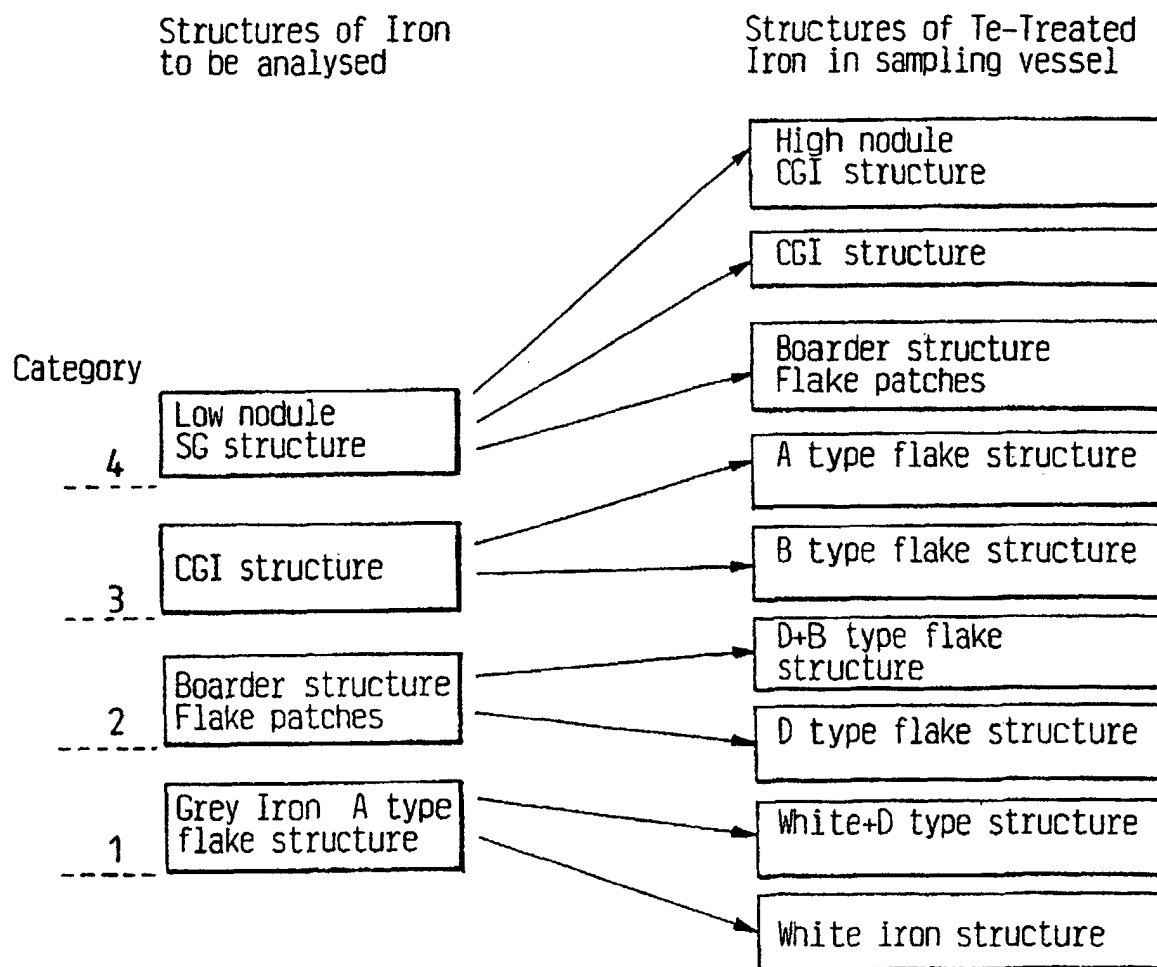 Structures of Iron
to be analysed
Structures of Te-Treated
Iron in sampling vessel
Category
4
Low nodule
SG structure
3
CGI structure
2
Boarder structure
Flake patches
1
Grey Iron A type
flake structure
High nodule
CGI structure
CGI structure
Boarder structure
Flake patches
A type flake structure
B type flake structure
D+B type flake
structure
D type flake structure
White+D type structure
White iron structure